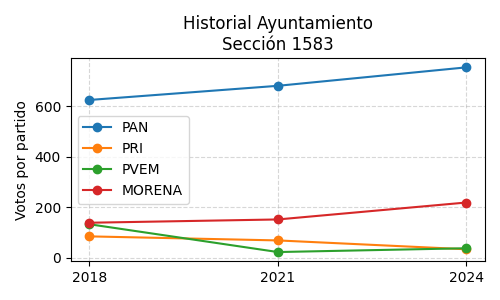 Historial Ayuntamiento
Sección 1583
Votos por partido
600
400
200
0
PAN
PRI
PVEM
MORENA
2018
2021
2024